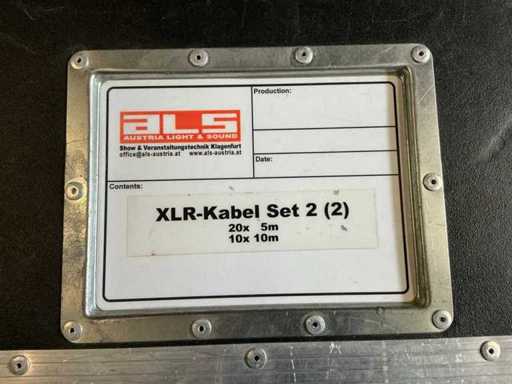 als
AUSTRIA LIGHT & SOUND
Show & Veranstaltungstechnik Klagenfurt
office@als-austria.at www.als-austria.at
Production:
Date:
Contents:
XLR-Kabel Set 2 (2)
20x 5m
10x 10m